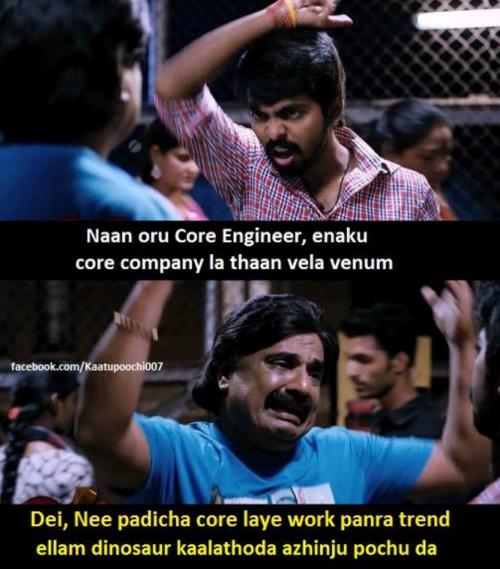 Naan oru Core Engineer, enaku
core company la thaan vela venum
facebook.com/Kaatupoochi007
Dei, Nee padicha core laye work panra trend
ellam dinosaur kaalathoda azhinju pochu da